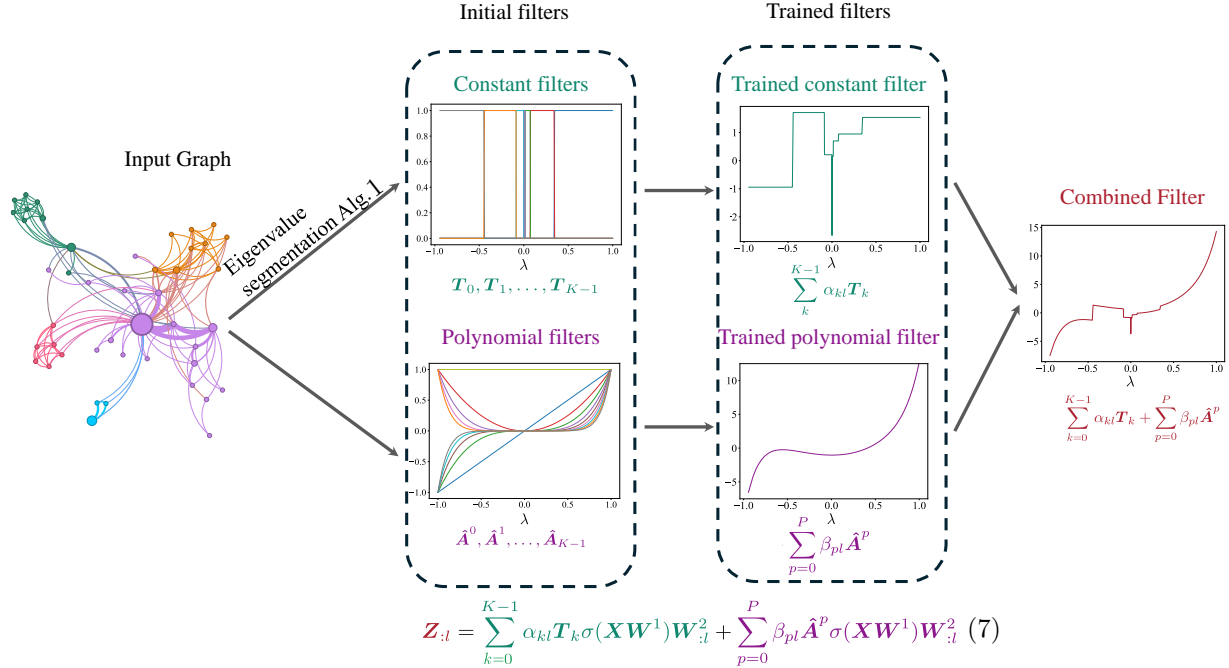 Initial filters
Trained filters
Input Graph
Eigenvalue
segmentation Alg. 1
Constant filters
1.0
0.8
0.6
0.4
0.2
0.0
−1.0 −0.5 0.0 0.5 1.0
λ
T_0, T_1, . . . , T_{K−1}
Trained constant filter
1
0
-1
-2
−1.0 −0.5 0.0 0.5 1.0
λ
\sum_{k}^{K−1} α_{kl} T_k
Polynomial filters
1.0
0.5
0.0
−0.5
−1.0
−1.0 −0.5 0.0 0.5 1.0
λ
Â^0, Â^1, . . . , Â_{K−1}
Trained polynomial filter
10
5
0
−5
−1.0 −0.5 0.0 0.5 1.0
λ
\sum_{p=0}^{P} β_{pl} Â^p
Combined Filter
15
10
5
0
−5
−1.0 −0.5 0.0 0.5 1.0
λ
\sum_{k=0}^{K−1} α_{kl} T_k + \sum_{p=0}^{P} β_{pl} Â^p
Z_{:l} = \sum_{k=0}^{K−1} α_{kl} T_k σ(XW^1)W^2_{:l} + \sum_{p=0}^{P} β_{pl} Â^p σ(XW^1)W^2_{:l} (7)